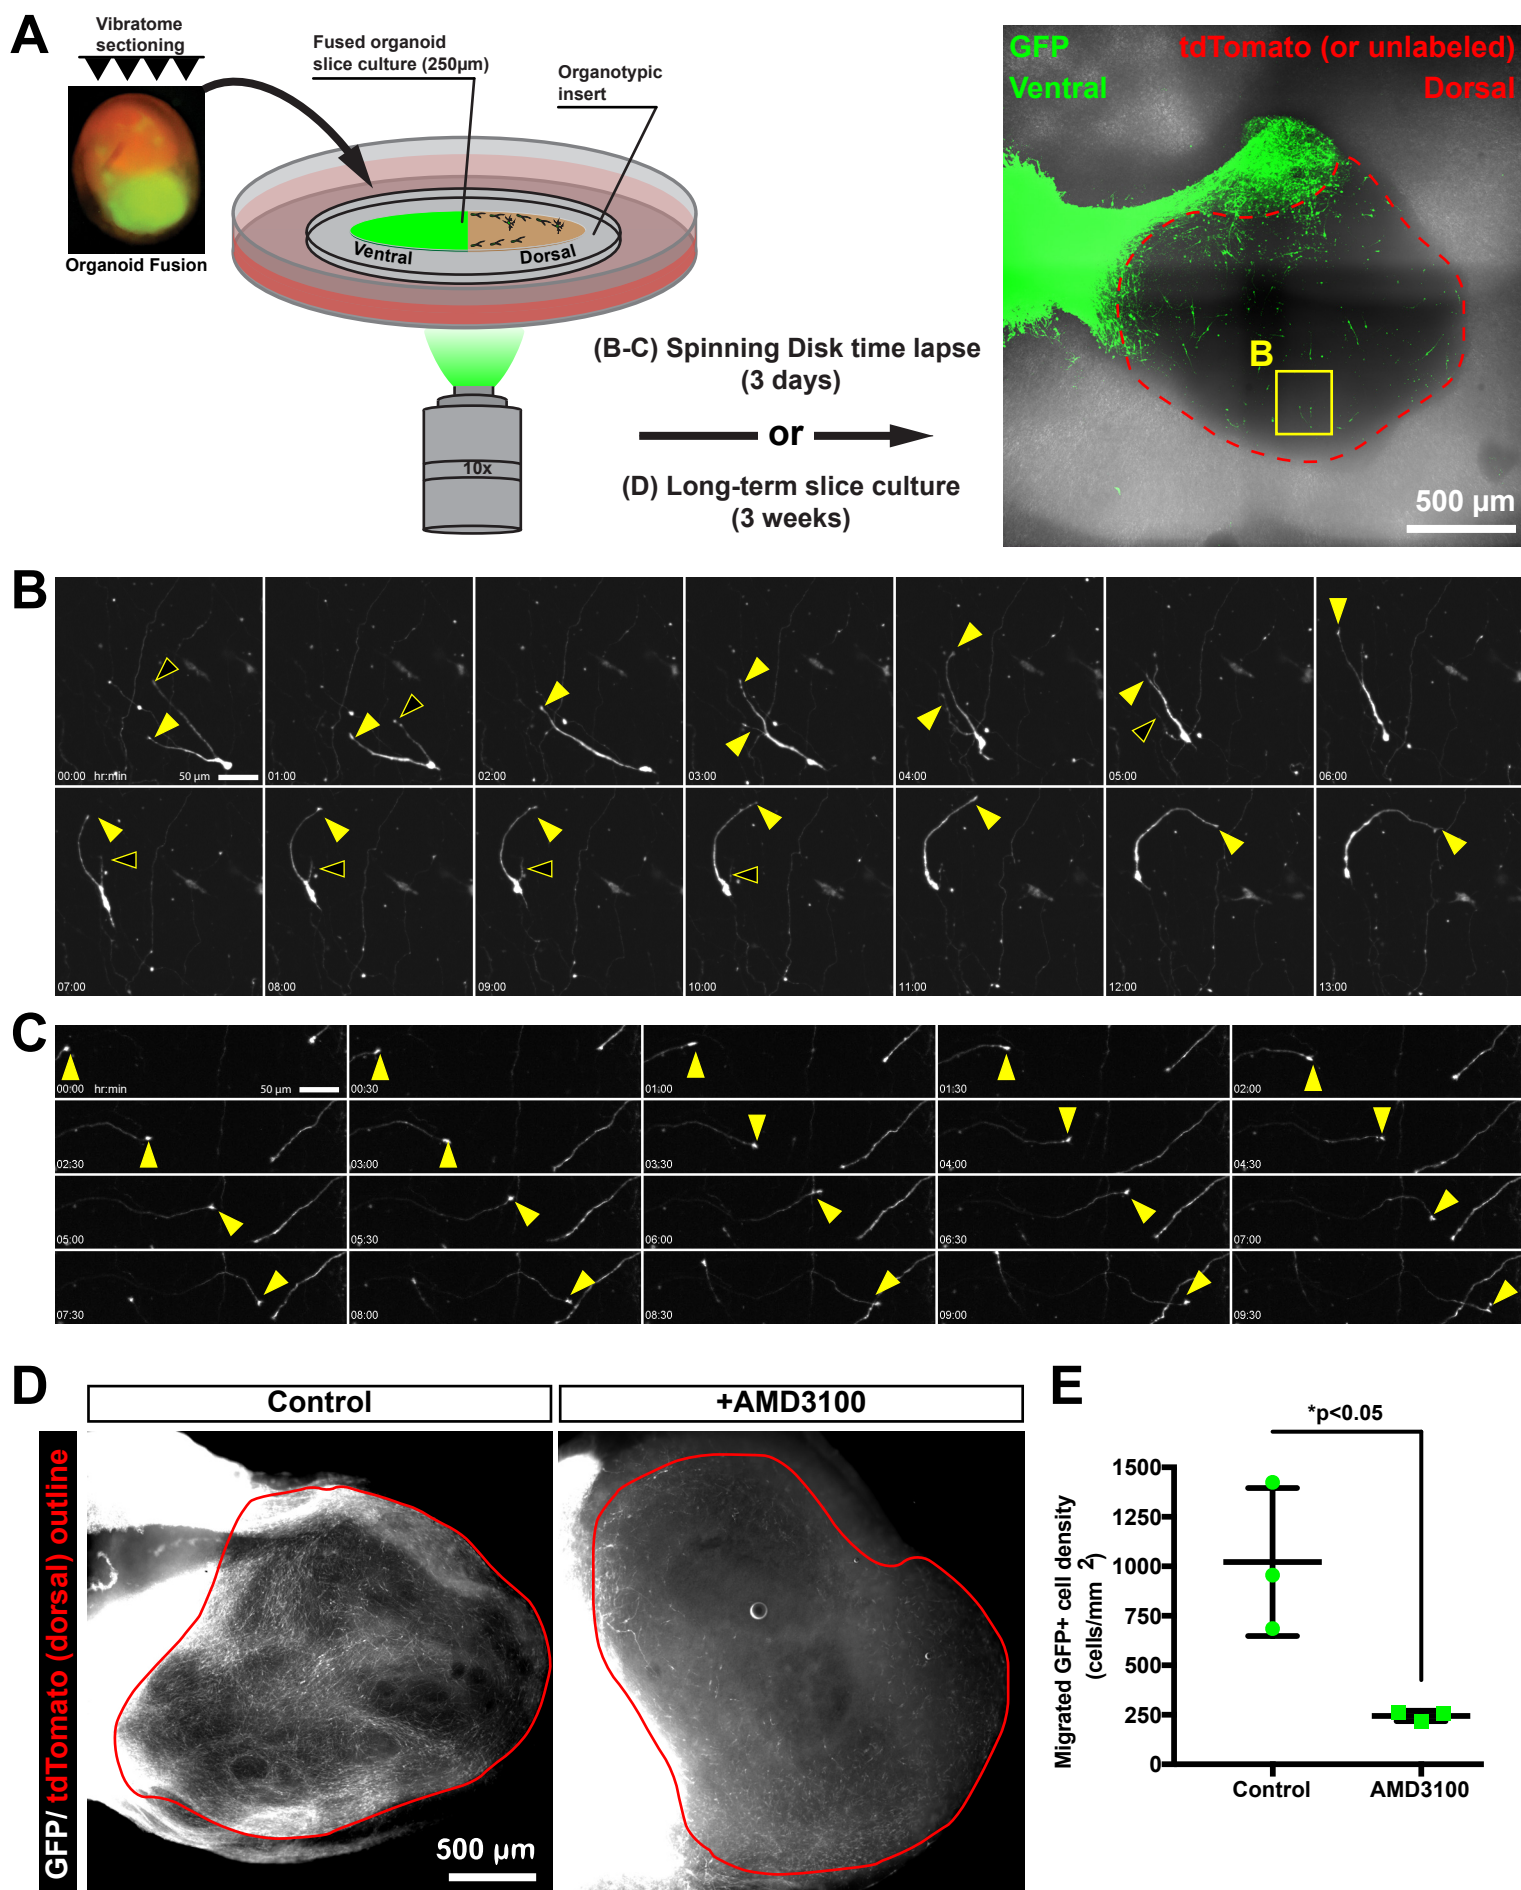 A
Vibratome
sectioning
Organoid Fusion
Fused organoid
slice culture (250µm)
Organotypic
insert
Ventral
Dorsal
10x
(B-C) Spinning Disk time lapse
(3 days)
or
(D) Long-term slice culture
(3 weeks)
GFP
tdTomato (or unlabeled)
Ventral
Dorsal
B
500 µm
B
00:00 hr:min 50 µm
01:00
02:00
03:00
04:00
05:00
06:00
07:00
08:00
09:00
10:00
11:00
12:00
13:00
C
00:00 hr:min 50 µm
00:30
01:00
01:30
02:00
02:30
03:00
03:30
04:00
04:30
05:00
05:30
06:00
06:30
07:00
07:30
08:00
08:30
09:00
09:30
D
Control
+AMD3100
GFP/ tdTomato (dorsal) outline
500 µm
E
*p<0.05
Migrated GFP+ cell density
(cells/mm 2)
1500
1250
1000
750
500
250
0
Control
AMD3100